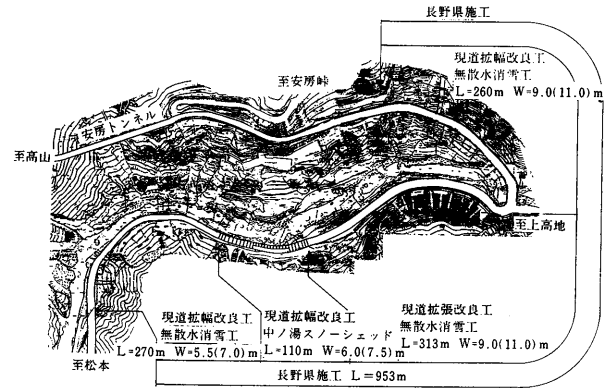 長野県施工
現道拡幅改良工
無散水消雪工
L=260m W=9.0(11.0)m
至安房峠
安房トンネル
至高山
至上高地
現道拡幅改良工
無散水消雪工
L=270m W=5.5(7.0)m
現道拡幅改良工
中ノ湯スノーシェッド
L=110m W=6.0(7.5)m
現道拡張改良工
無散水消雪工
L=313m W=9.0(11.0)m
至松本
長野県施工 L=953m